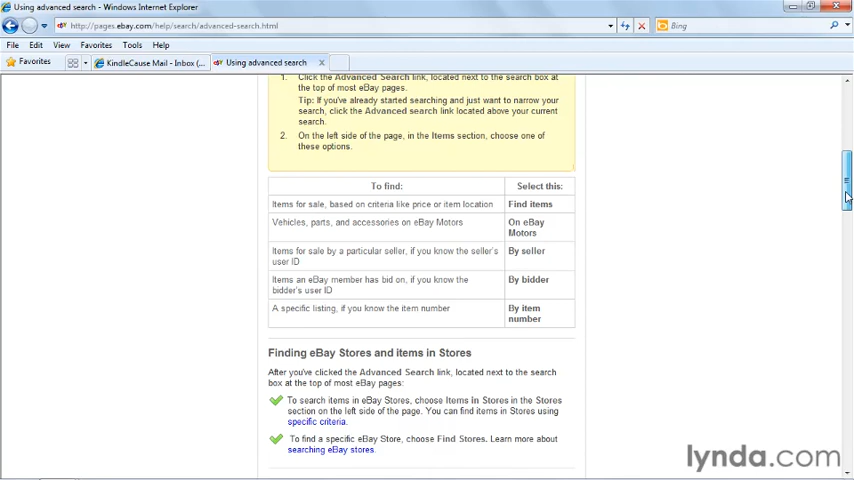 Using advanced search - Windows Internet Explorer
http://pages.ebay.com/help/search/advanced-search.html
Bing
File Edit View Favorites Tools Help
Favorites
KindleCause Mail - Inbox (...
Using advanced search
1. Click the Advanced Search link, located next to the search box at
the top of most eBay pages.
Tip: If you've already started searching and just want to narrow your
search, click the Advanced search link located above your current
search.
2. On the left side of the page, in the Items section, choose one of
these options.
To find: Select this:
Items for sale, based on criteria like price or item location Find items
Vehicles, parts, and accessories on eBay Motors On eBay
Motors
Items for sale by a particular seller, if you know the seller's By seller
user ID
Items an eBay member has bid on, if you know the By bidder
bidder's user ID
A specific listing, if you know the item number By item
number
Finding eBay Stores and items in Stores
After you've clicked the Advanced Search link, located next to the search
box at the top of most eBay pages:
To search items in eBay Stores, choose Items in Stores in the Stores
section on the left side of the page. You can find items in Stores using
specific criteria.
To find a specific eBay Store, choose Find Stores. Learn more about
searching eBay stores.
lynda.com